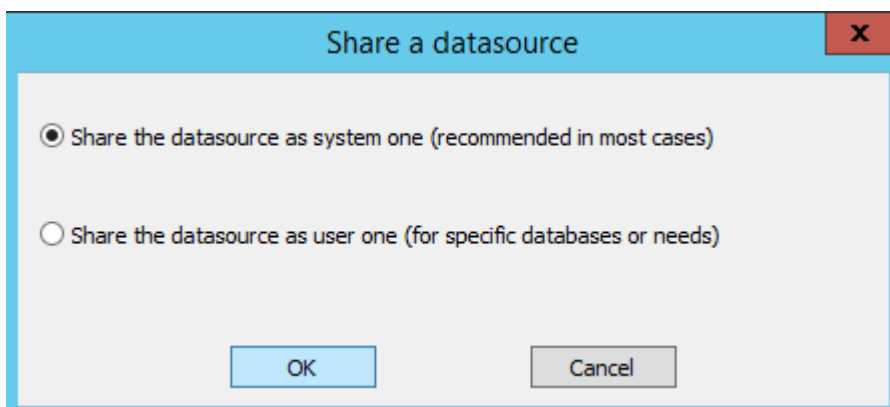 Share a datasource
x
Share the datasource as system one (recommended in most cases)
Share the datasource as user one (for specific databases or needs)
OK Cancel